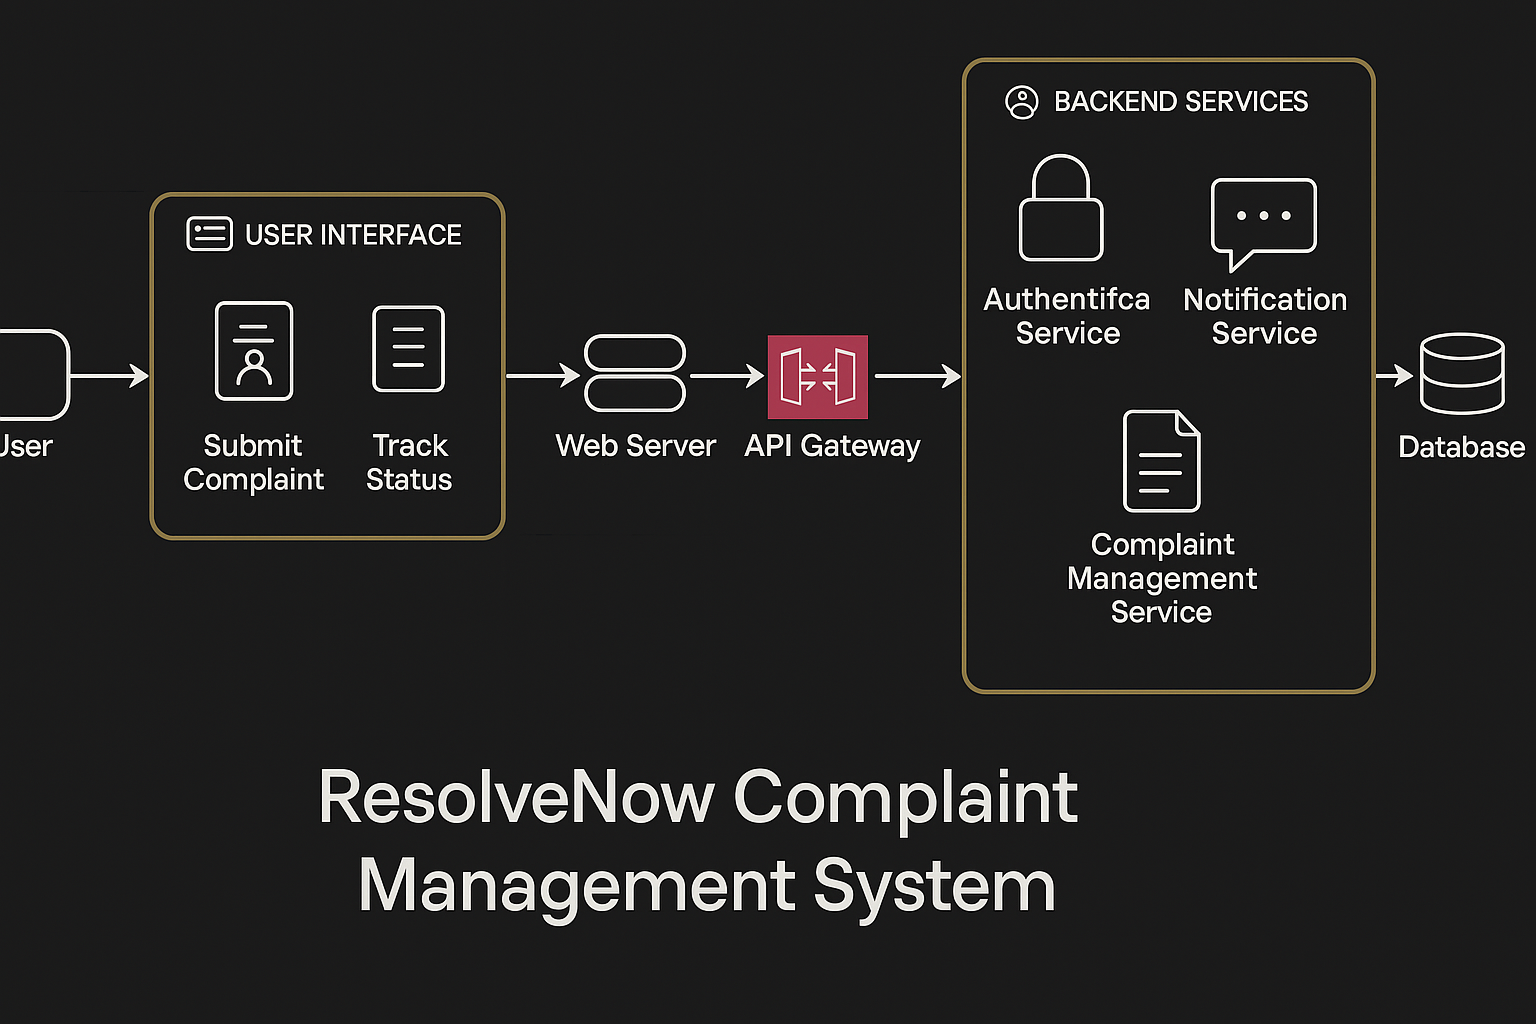 USER INTERFACE
BACKEND SERVICES
User
Submit
Complaint
Track
Status
Web Server
API Gateway
Authentifca
Service
Notification
Service
Complaint
Management
Service
Database
ResolveNow Complaint
Management System